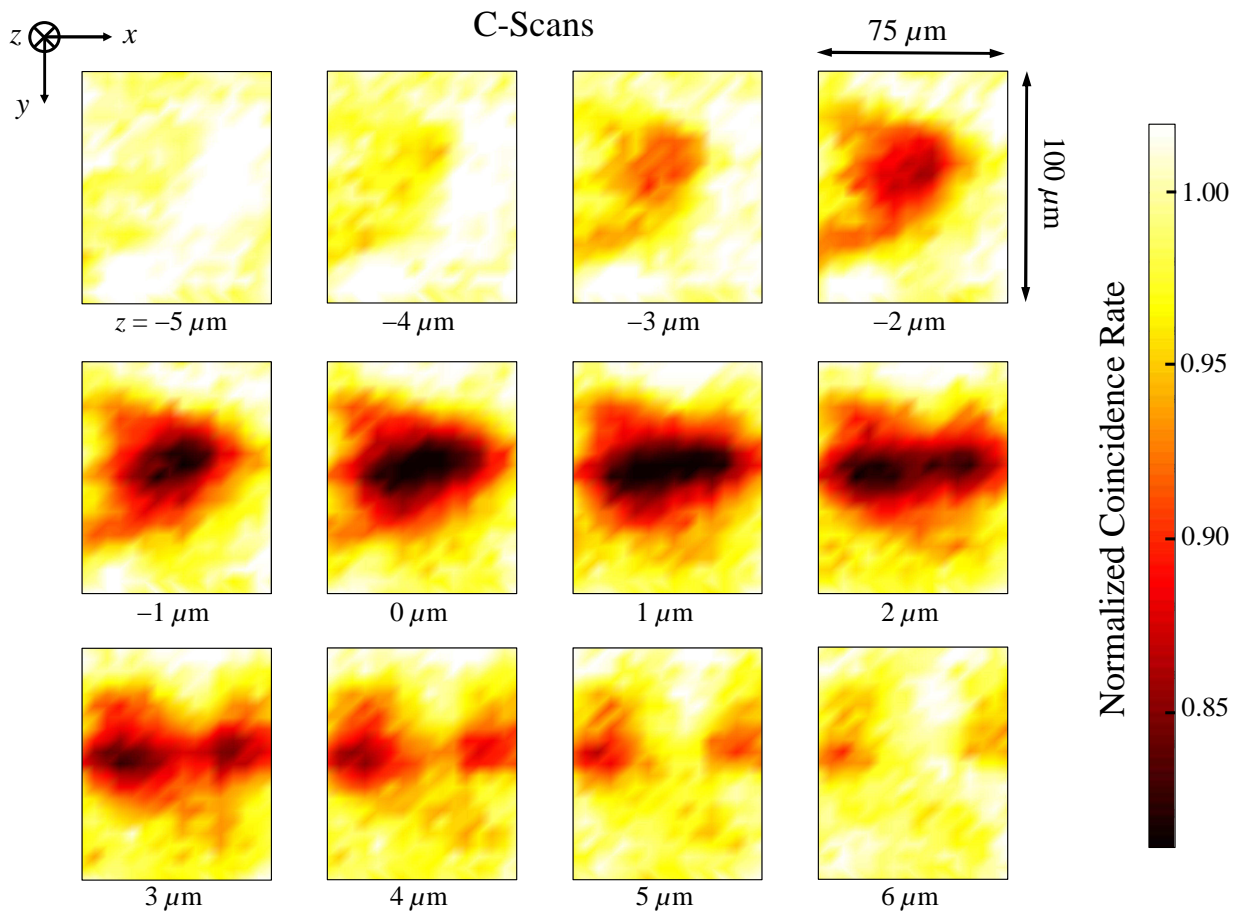 C-Scans
z
x
y
75 µm
100 µm
z = −5 µm
−4 µm
−3 µm
−2 µm
−1 µm
0 µm
1 µm
2 µm
3 µm
4 µm
5 µm
6 µm
Normalized Coincidence Rate
1.00
0.95
0.90
0.85